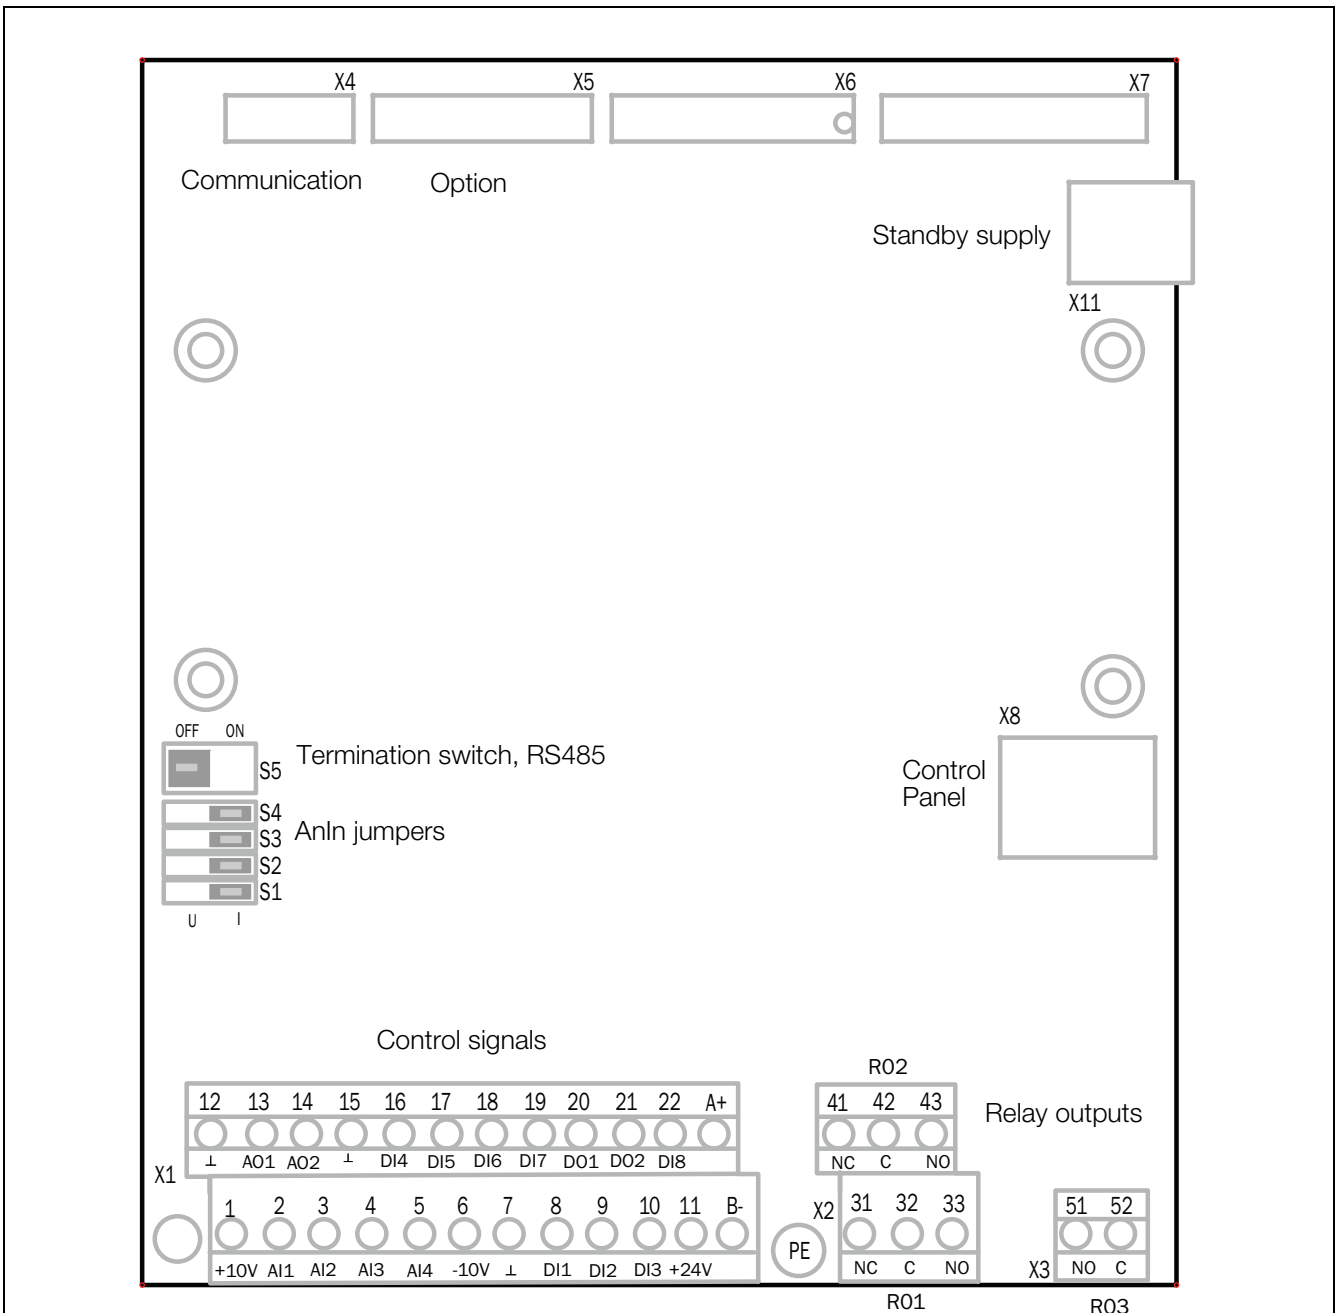 X4 X5 X6 X7
Communication Option
Standby supply
X11
X8
OFF ON
Termination switch, RS485
S5
Control
Panel
S4
AnIn jumpers
S3
S2
S1
U I
Control signals
R02
12 13 14 15 16 17 18 19 20 21 22 A+
41 42 43
Relay outputs
⊥ AO1 AO2 ⊥ DI4 DI5 DI6 DI7 DO1 DO2 DI8
NC C NO
X1
1 2 3 4 5 6 7 8 9 10 11 B-
X2
31 32 33
51 52
PE
+10V AI1 AI2 AI3 AI4 -10V ⊥ DI1 DI2 DI3 +24V
NC C NO
X3
NO C
R01
R03